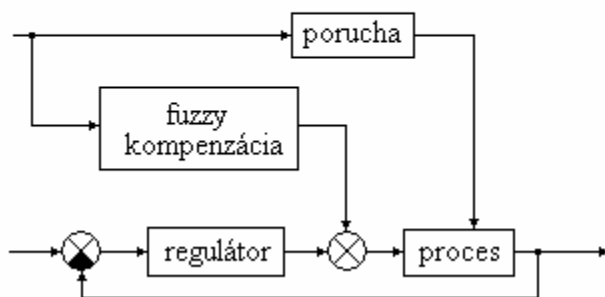 porucha
fuzzy
kompenzácia
regulátor
proces